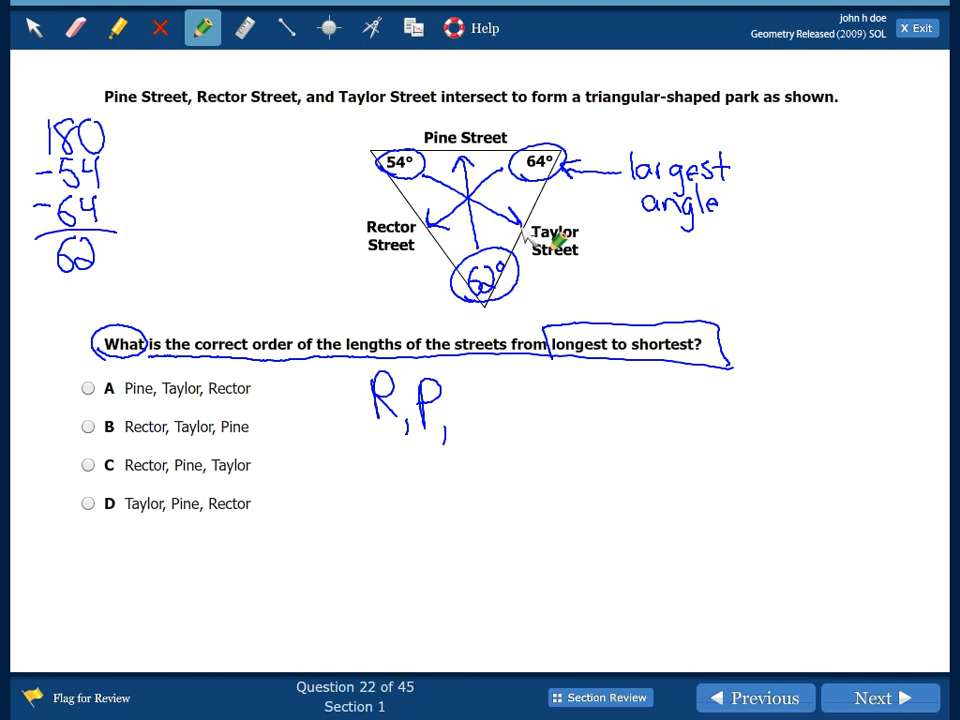 Help
john h doe
Geometry Released (2009) SOL
X Exit
Pine Street, Rector Street, and Taylor Street intersect to form a triangular-shaped park as shown.
180
-54
-64
62
Pine Street
54°
64°
largest
angle
Rector
Street
Taylor
Street
62°
What is the correct order of the lengths of the streets from longest to shortest?
R, P,
A Pine, Taylor, Rector
B Rector, Taylor, Pine
C Rector, Pine, Taylor
D Taylor, Pine, Rector
Flag for Review
Question 22 of 45
Section 1
Section Review
Previous
Next